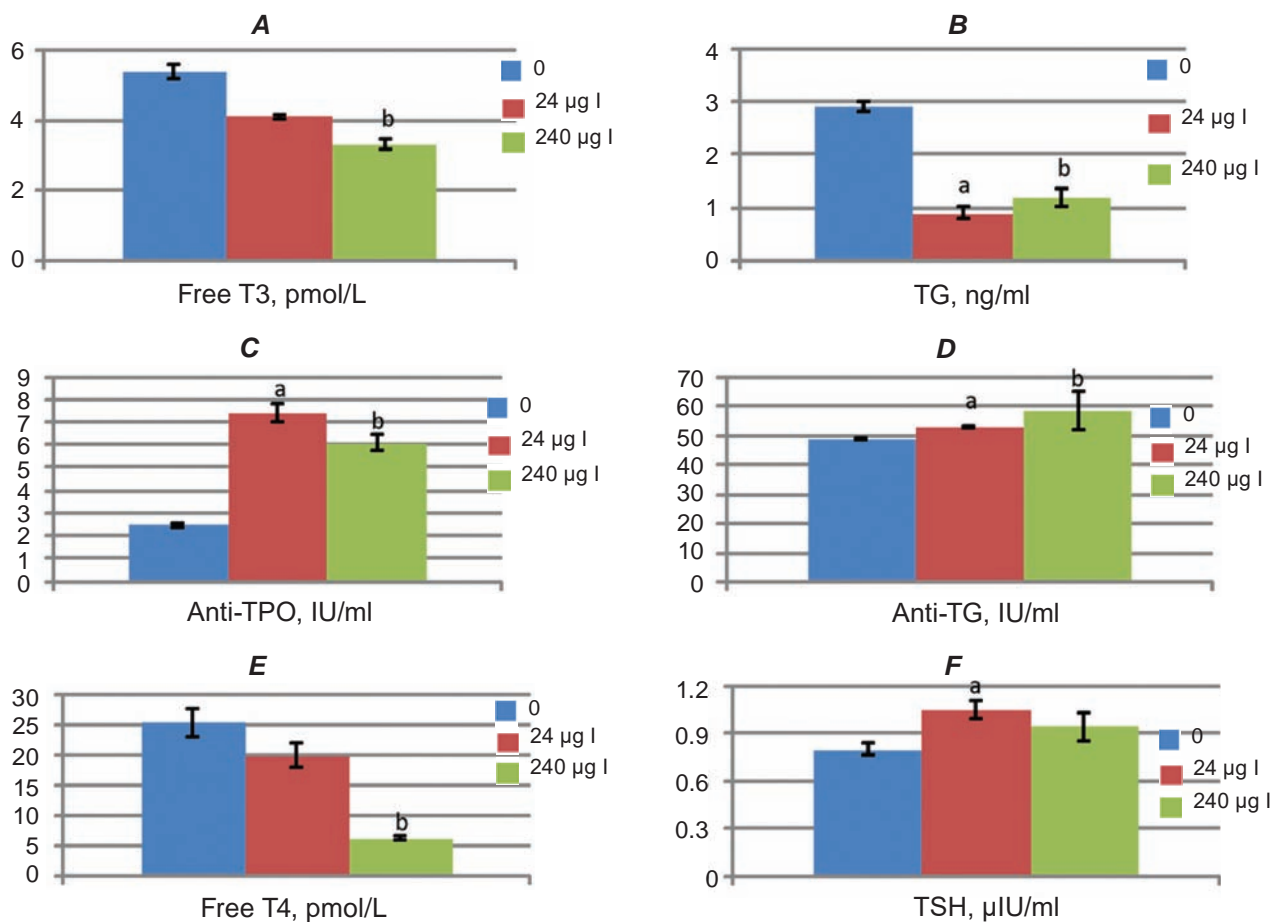 A
6
4
2
0
b
0
24 µg I
240 µg I
Free T3, pmol/L
B
4
3
2
1
0
a
b
0
24 µg I
240 µg I
TG, ng/ml
C
9
8
7
6
5
4
3
2
1
0
a
b
0
24 µg I
240 µg I
Anti-TPO, IU/ml
D
70
60
50
40
30
20
10
0
a
b
0
24 µg I
240 µg I
Anti-TG, IU/ml
E
30
25
20
15
10
5
0
b
0
24 µg I
240 µg I
Free T4, pmol/L
F
1.2
0.9
0.6
0.3
0
a
0
24 µg I
240 µg I
TSH, µIU/ml